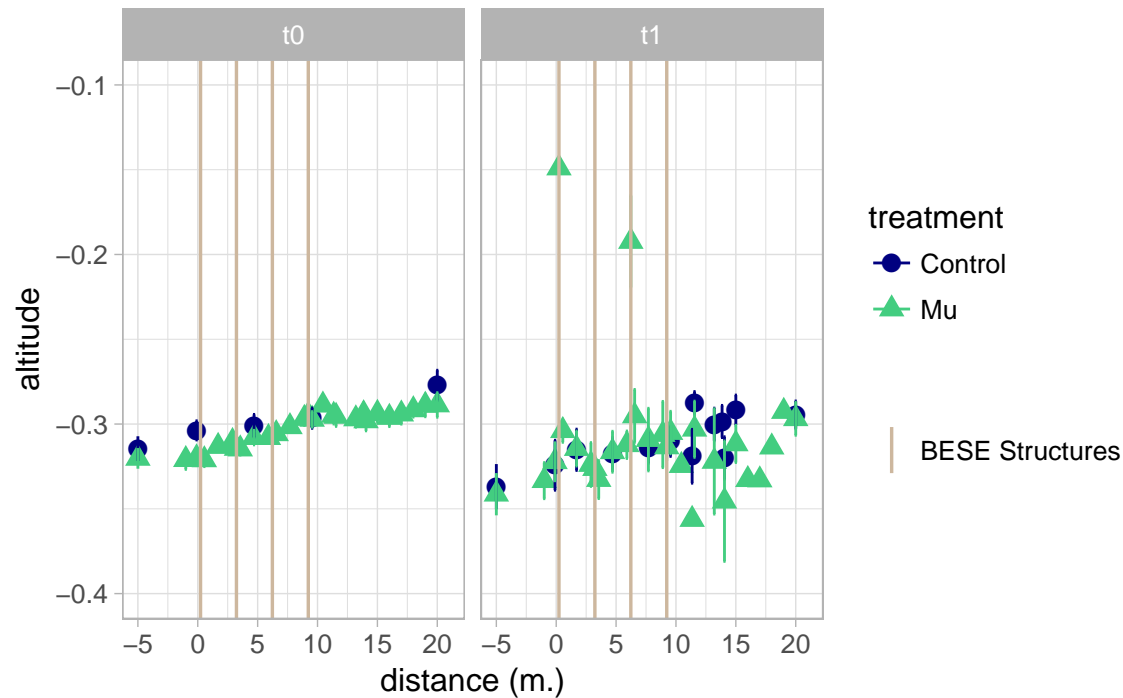 t0
t1
−0.1
−0.2
−0.3
−0.4
altitude
−5
0
5
10
15
20
−5
0
5
10
15
20
distance (m.)
treatment
Control
Mu
BESE Structures